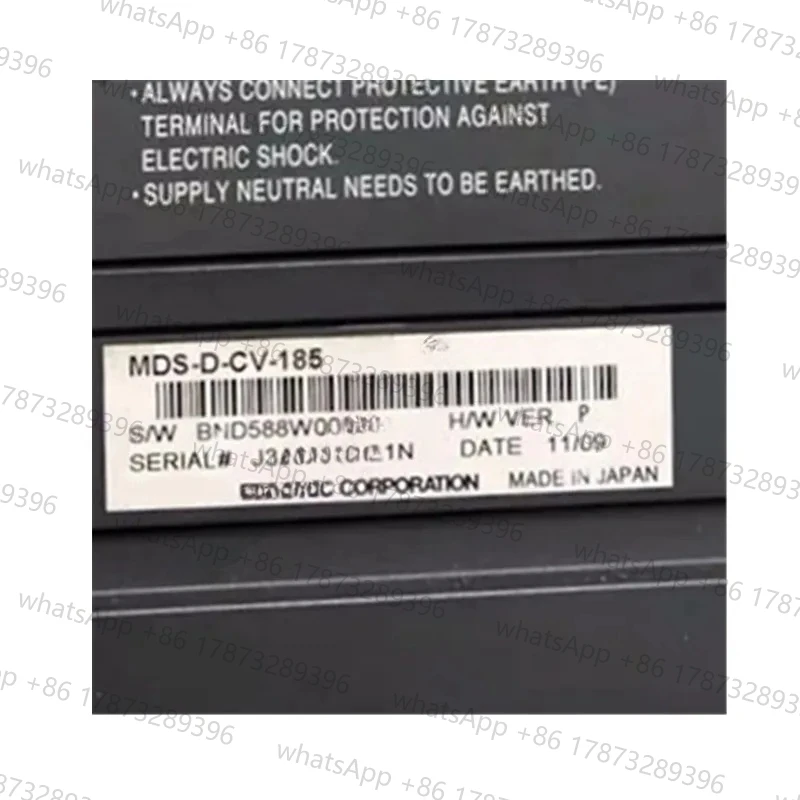 • ALWAYS CONNECT PROTECTIVE EARTH (PE)
TERMINAL FOR PROTECTION AGAINST
ELECTRIC SHOCK.
• SUPPLY NEUTRAL NEEDS TO BE EARTHED.
MDS-D-CV-185
S/W H/W VER P
SERIAL# DATE 11/09
CORPORATION MADE IN JAPAN
whatsApp +86 17873289396